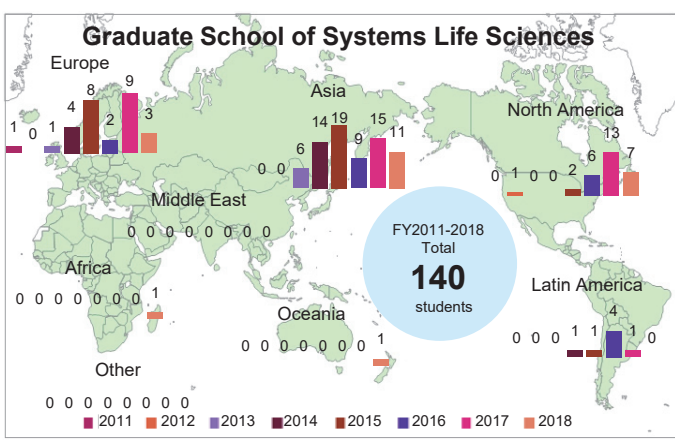 Graduate School of Systems Life Sciences
Europe
1 0 1 4 8 2 9 3
Asia
0 0 6 14 19 9 15 11
North America
0 1 0 0 2 6 13 7
Middle East
0 0 0 0 0 0 0 0
FY2011-2018
Total
140
students
Africa
0 0 0 0 0 0 0 1
Latin America
0 0 0 1 1 4 1 0
Oceania
0 0 0 0 0 0 0 1
Other
0 0 0 0 0 0 0 0
2011 2012 2013 2014 2015 2016 2017 2018